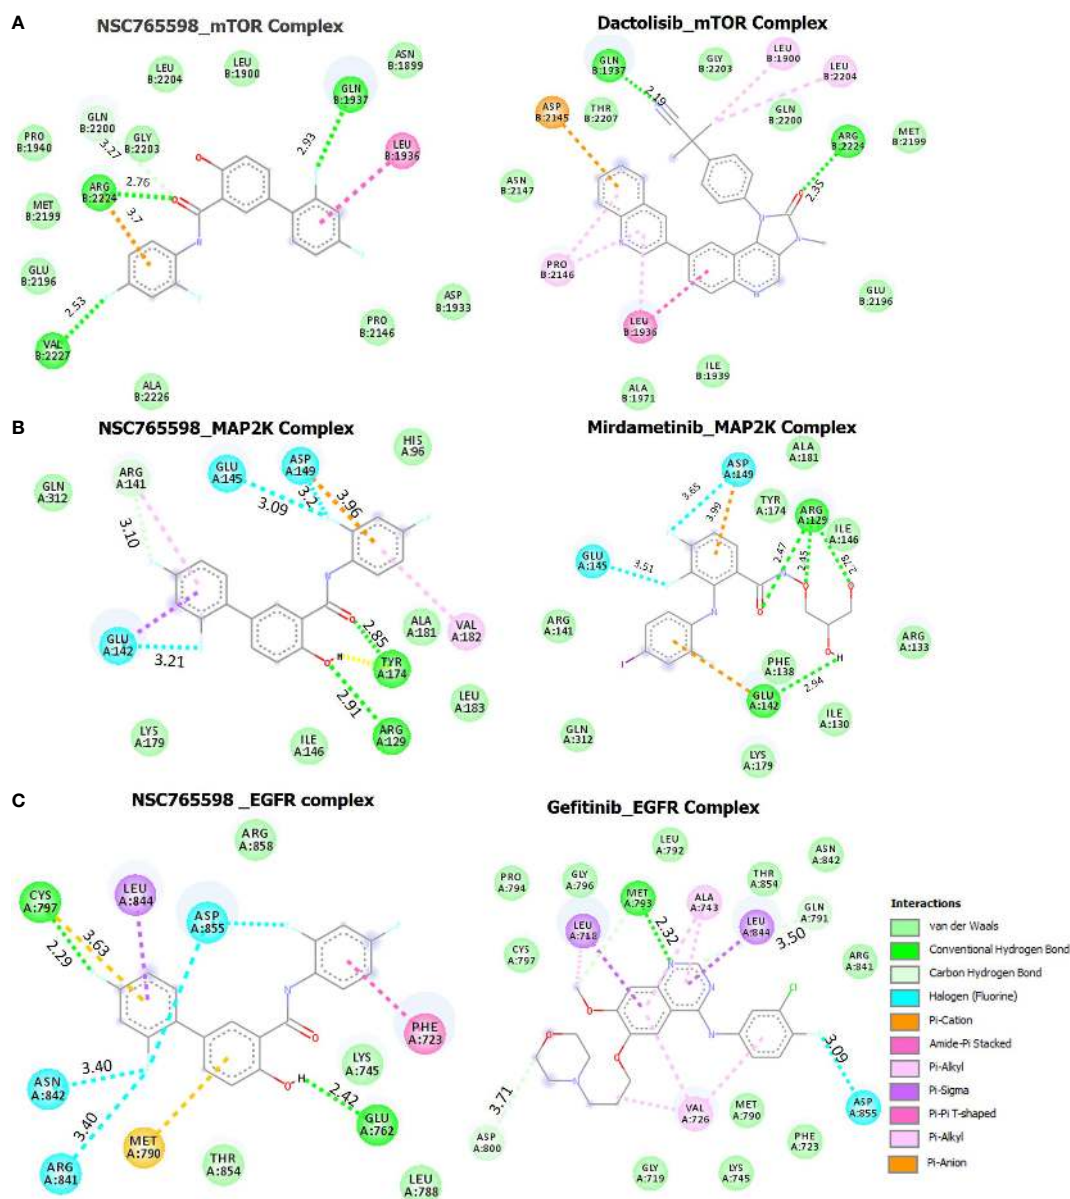 A
NSC765598_mTOR Complex
LEU
B:2204
LEU
B:1900
ASN
B:1899
GLN
B:2200
GLN
B:1937
PRO
B:1940
GLY
B:2203
3.27
2.93
LEU
B:1936
ARG
B:2224
2.76
3.7
MET
B:2199
O
N
GLU
B:2196
2.53
ASP
B:1933
PRO
B:2146
VAL
B:2227
ALA
B:2226
Dactolisib_mTOR Complex
GLN
B:1937
GLY
B:2203
LEU
B:1900
LEU
B:2204
2.19
ASP
B:2145
THR
B:2207
GLN
B:2200
ARG
B:2224
MET
B:2199
ASN
B:2147
2.35
O
N
N
PRO
B:2146
GLU
B:2196
LEU
B:1936
ILE
B:1939
ALA
B:1971
B
NSC765598_MAP2K Complex
HIS
A:96
ASP
A:149
GLU
A:145
ARG
A:141
GLN
A:312
3.2
3.96
3.09
3.10
N
O
ALA
A:181
VAL
A:182
GLU
A:142
2.85
3.21
H
TYR
A:174
2.91
LEU
A:183
LYS
A:179
ILE
A:146
ARG
A:129
Mirdametinib_MAP2K Complex
ALA
A:181
ASP
A:149
TYR
A:174
ARG
A:129
ILE
A:146
3.65
3.99
GLU
A:145
3.51
2.47
2.45
2.78
O
O
O
ARG
A:141
ARG
A:133
I
PHE
A:138
H
GLU
A:142
2.94
ILE
A:130
GLN
A:312
LYS
A:179
C
NSC765598 _EGFR complex
ARG
A:858
CYS
A:797
LEU
A:844
ASP
A:855
3.63
2.29
N
O
PHE
A:723
LYS
A:745
ASN
A:842
3.40
H
2.42
GLU
A:762
3.40
MET
A:790
ARG
A:841
THR
A:854
LEU
A:788
Gefitinib_EGFR Complex
LEU
A:792
ASN
A:842
PRO
A:794
GLY
A:796
MET
A:793
ALA
A:743
THR
A:854
GLN
A:791
LEU
A:718
2.32
LEU
A:844
3.50
CYS
A:797
ARG
A:841
N
N
Cl
O
O
N
O
N
3.09
3.71
VAL
A:726
MET
A:790
ASP
A:855
ASP
A:800
PHE
A:723
GLY
A:719
LYS
A:745
Interactions
van der Waals
Conventional Hydrogen Bond
Carbon Hydrogen Bond
Halogen (Fluorine)
Pi-Cation
Amide-Pi Stacked
Pi-Alkyl
Pi-Sigma
Pi-Pi T-shaped
Pi-Alkyl
Pi-Anion